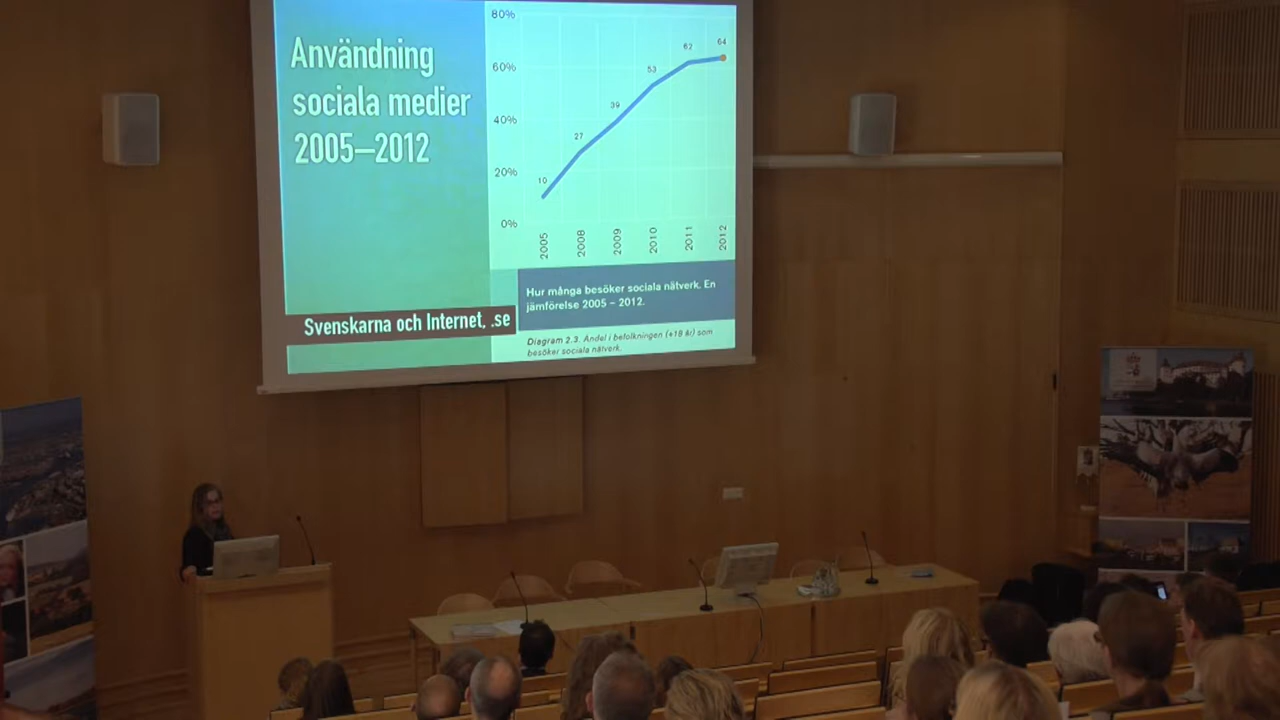 Användning
sociala medier
2005–2012
80%
60%
40%
20%
0%
10
27
39
53
62
64
2005
2008
2009
2010
2011
2012
Hur många besöker sociala nätverk. En
jämförelse 2005 – 2012.
Svenskarna och Internet, .se
Diagram 2.3. Andel i befolkningen (+18 år) som
besöker sociala nätverk.